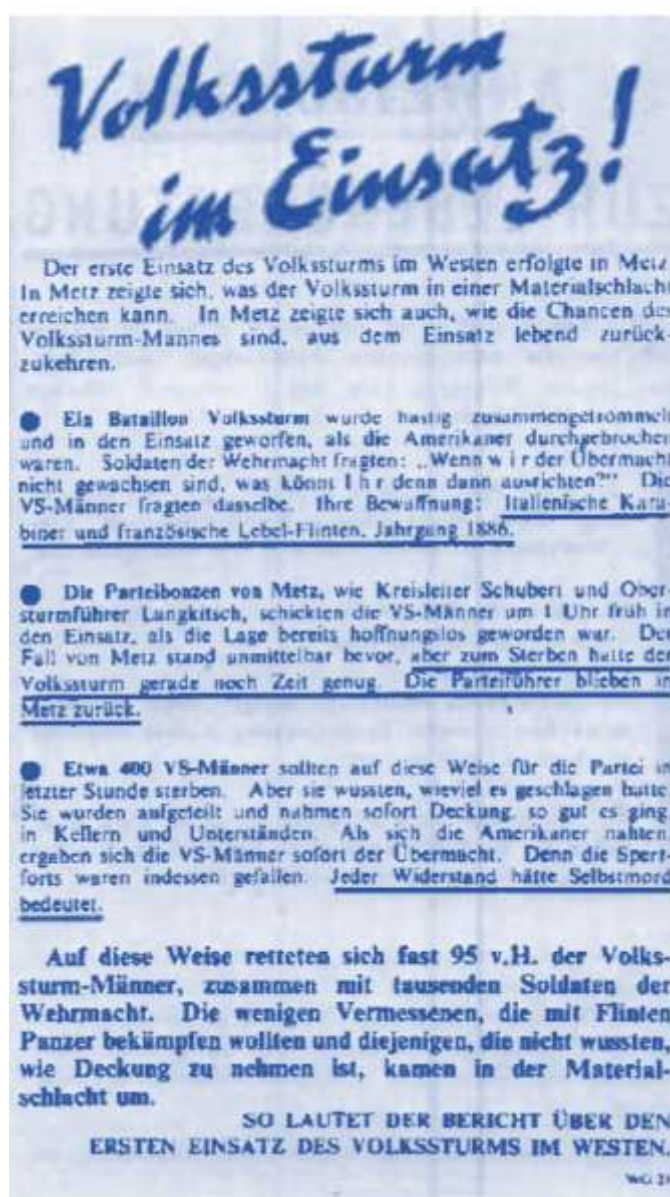 Volkssturm
im Einsatz!
Der erste Einsatz des Volkssturms im Westen erfolgte in Metz
In Metz zeigte sich, was der Volkssturm in einer Materialschlacht
erreichen kann. In Metz zeigte sich auch, wie die Chancen des
Volkssturm-Mannes sind, aus dem Einsatz lebend zurück-
zukehren.
● Ein Bataillon Volkssturm wurde hastig zusammengetrommelt
und in den Einsatz geworfen, als die Amerikaner durchgebrochen
waren. Soldaten der Wehrmacht fragten: „Wenn w i r der Übermacht
nicht gewachsen sind, was könnt I h r denn dann ausrichten?" Die
VS-Männer fragten dasselbe. Ihre Bewaffnung: Italienische Kara-
biner und französische Lebel-Flinten, Jahrgang 1886.
● Die Parteibonzen von Metz, wie Kreisleiter Schubert und Ober-
sturmführer Langkitsch, schickten die VS-Männer um 1 Uhr früh in
den Einsatz, als die Lage bereits hoffnungslos geworden war. Der
Fall von Metz stand unmittelbar bevor, aber zum Sterben hatte der
Volkssturm gerade noch Zeit genug. Die Parteiführer blieben in
Metz zurück.
● Etwa 400 VS-Männer sollten auf diese Weise für die Partei in
letzter Stunde sterben. Aber sie wussten, wieviel es geschlagen hatte
Sie wurden aufgeteilt und nahmen sofort Deckung, so gut es ging,
in Kellern und Unterständen. Als sich die Amerikaner nahten,
ergaben sich die VS-Männer sofort der Übermacht. Denn die Sperr-
forts waren indessen gefallen. Jeder Widerstand hätte Selbstmord
bedeutet.
Auf diese Weise retteten sich fast 95 v.H. der Volks-
sturm-Männer, zusammen mit tausenden Soldaten der
Wehrmacht. Die wenigen Vermessenen, die mit Flinten
Panzer bekämpfen wollten und diejenigen, die nicht wussten,
wie Deckung zu nehmen ist, kamen in der Material-
schlacht um.
SO LAUTET DER BERICHT ÜBER DEN
ERSTEN EINSATZ DES VOLKSSTURMS IM WESTEN.